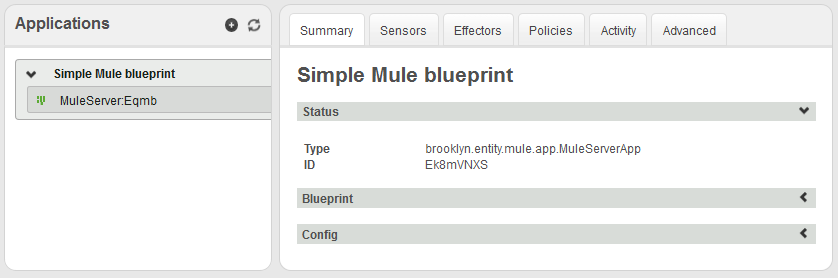 Applications
Simple Mule blueprint
MuleServer:Eqmb
Summary
Sensors
Effectors
Policies
Activity
Advanced
Simple Mule blueprint
Status
Type brooklyn.entity.mule.app.MuleServerApp
ID Ek8mVNXS
Blueprint
Config